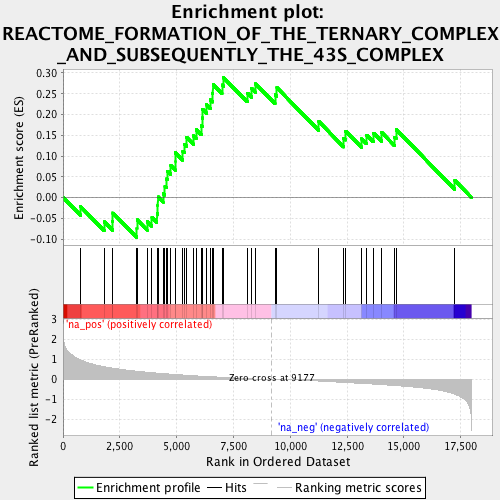 Enrichment plot:
REACTOME_FORMATION_OF_THE_TERNARY_COMPLEX
_AND_SUBSEQUENTLY_THE_43S_COMPLEX
Enrichment score (ES)
0.30
0.25
0.20
0.15
0.10
0.05
0.00
-0.05
-0.10
'na_pos' (positively correlated)
Ranked list metric (PreRanked)
3
2
1
0
-1
-2
Zero cross at 9177
'na_neg' (negatively correlated)
0
2,500
5,000
7,500
10,000
12,500
15,000
17,500
Rank in Ordered Dataset
Enrichment profile
Hits
Ranking metric scores